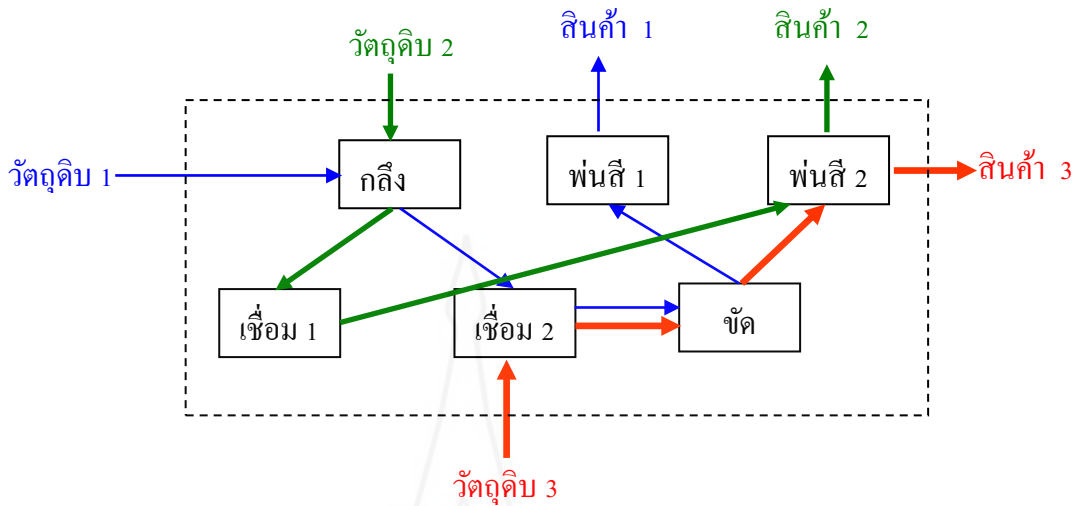 สินค้า 1
สินค้า 2
วัตถุดิบ 2
วัตถุดิบ 1
กลึง
พ่นสี 1
พ่นสี 2
สินค้า 3
เชื่อม 1
เชื่อม 2
ขัด
วัตถุดิบ 3